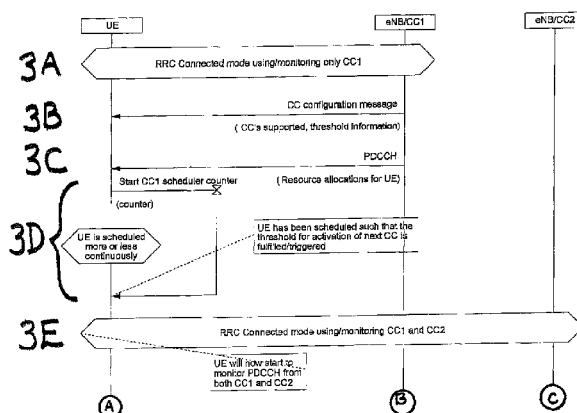 UE
eNB/CC1
eNB/CC2
3A
RRC Connected mode using/monitoring only CC1
3B
CC configuration message
( CC's supported, threshold information)
3C
PDCCH
(Resource allocations for UE)
Start CC1 scheduler counter
(counter)
3D
UE is scheduled
more or less
continuously
UE has been scheduled such that the
threshold for activation of next CC is
fulfilled/triggered
3E
RRC Connected mode using/monitoring CC1 and CC2
UE will now start to
monitor PDCCH from
both CC1 and CC2
A
B
C